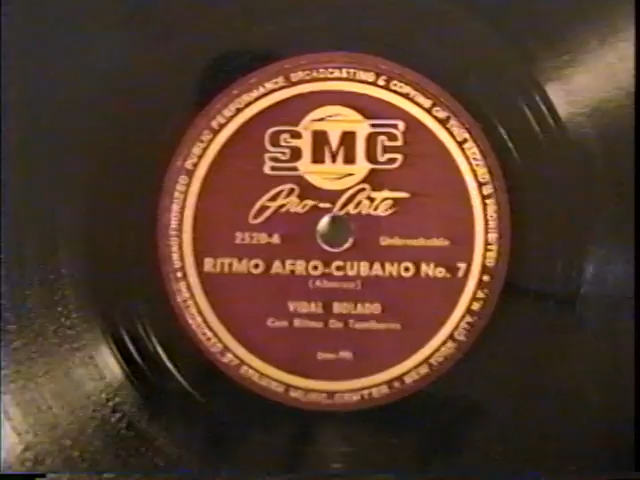 UNAUTHORIZED PUBLIC PERFORMANCE BROADCASTING & COPYING OF THIS RECORD IS PROHIBITED
SMC
Pro-Arte
2520-A
Unbreakable
RITMO AFRO-CUBANO No. 7
VIDAL BOLADO
Con Ritmo De Tambores
BY SPANISH MUSIC CENTER • NEW YORK CITY, N.Y.